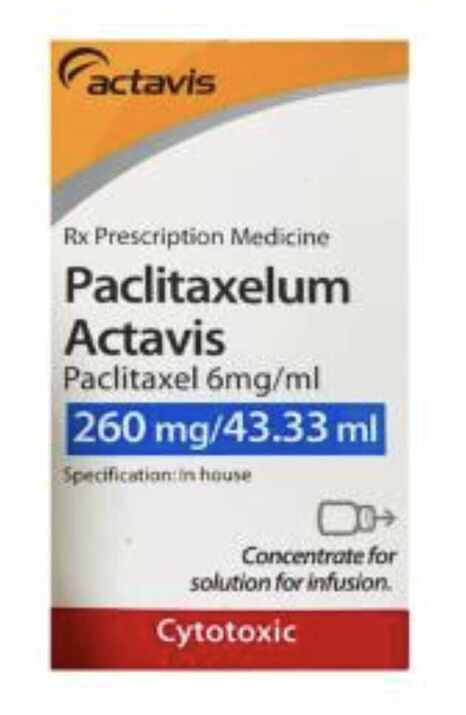 actavis
Rx Prescription Medicine
Paclitaxelum
Actavis
Paclitaxel 6mg/ml
260 mg/43.33 ml
Specification: In house
Concentrate for
solution for infusion.
Cytotoxic